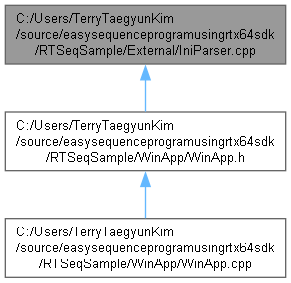 C:/Users/TerryTaegyunKim
/source/easysequenceprogramusingrtx64sdk
/RTSeqSample/External/IniParser.cpp
C:/Users/TerryTaegyunKim
/source/easysequenceprogramusingrtx64sdk
/RTSeqSample/WinApp/WinApp.h
C:/Users/TerryTaegyunKim
/source/easysequenceprogramusingrtx64sdk
/RTSeqSample/WinApp/WinApp.cpp